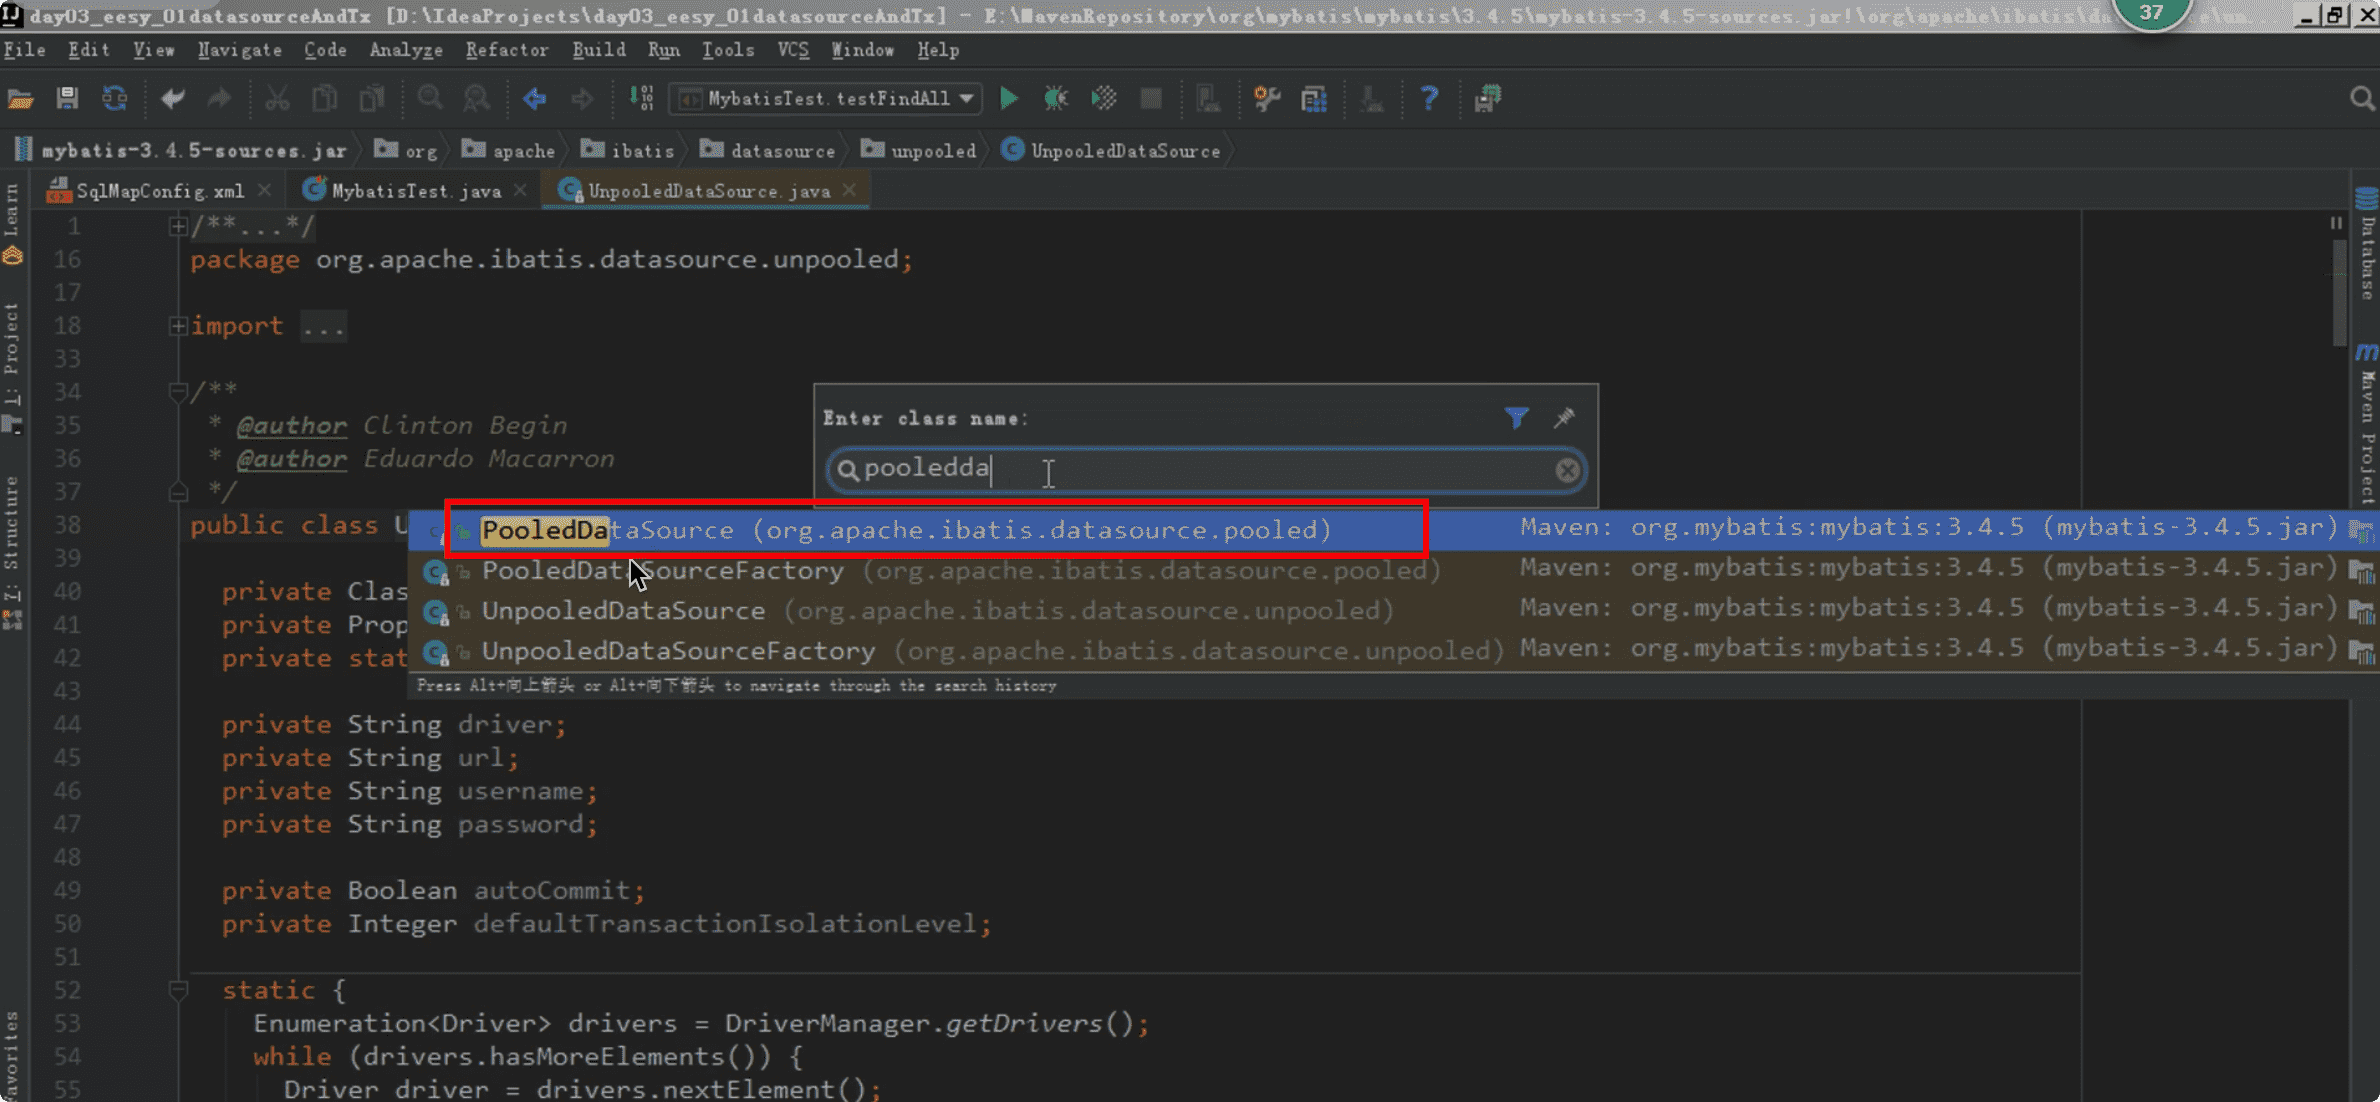 day03_eesy_01datasourceAndTx [D:\IdeaProjects\day03_eesy_01datasourceAndTx] - E:\MavenRepository\org\mybatis\mybatis\3.4.5\mybatis-3.4.5-sources.jar!\org\apache\ibatis\da
37
File Edit View Navigate Code Analyze Refactor Build Run Tools VCS Window Help
MybatisTest.testFindAll
mybatis-3.4.5-sources.jar org apache ibatis datasource unpooled UnpooledDataSource
SqlMapConfig.xml MybatisTest.java UnpooledDataSource.java
Learn
1: Project
7: Structure
avorites
Database
Maven Project
1 /**...*/
16 package org.apache.ibatis.datasource.unpooled;
17
18 import ...
33
34 /**
35 * @author Clinton Begin
36 * @author Eduardo Macarron
37 */
38 public class U
39
40 private Clas
41 private Prop
42 private stat
43
44 private String driver;
45 private String url;
46 private String username;
47 private String password;
48
49 private Boolean autoCommit;
50 private Integer defaultTransactionIsolationLevel;
51
52 static {
53 Enumeration<Driver> drivers = DriverManager.getDrivers();
54 while (drivers.hasMoreElements()) {
55 Driver driver = drivers.nextElement();
Enter class name:
pooledda
PooledDataSource (org.apache.ibatis.datasource.pooled) Maven: org.mybatis:mybatis:3.4.5 (mybatis-3.4.5.jar)
PooledDataSourceFactory (org.apache.ibatis.datasource.pooled) Maven: org.mybatis:mybatis:3.4.5 (mybatis-3.4.5.jar)
UnpooledDataSource (org.apache.ibatis.datasource.unpooled) Maven: org.mybatis:mybatis:3.4.5 (mybatis-3.4.5.jar)
UnpooledDataSourceFactory (org.apache.ibatis.datasource.unpooled) Maven: org.mybatis:mybatis:3.4.5 (mybatis-3.4.5.jar)
Press Alt+向上箭头 or Alt+向下箭头 to navigate through the search history